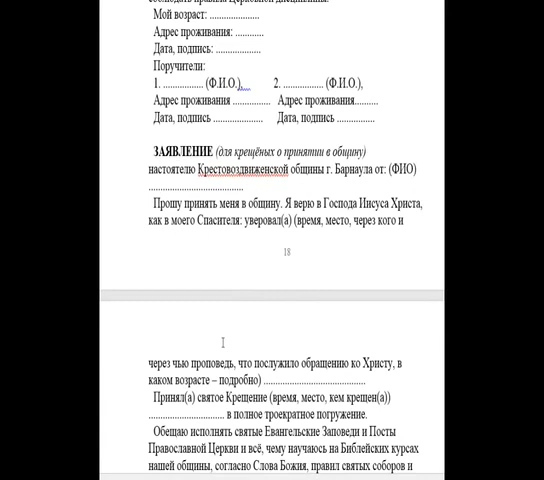 соблюдать правила Церковной дисциплины.
Мой возраст: .....................
Адрес проживания: ............
Дата, подпись: ...................
Поручители:
1. ................. (Ф.И.О.), 2. ................. (Ф.И.О.),
Адрес проживания ................ Адрес проживания..........
Дата, подпись ..................... Дата, подпись ................
ЗАЯВЛЕНИЕ (для крещёных о принятии в общину)
настоятелю Крестовоздвиженской общины г. Барнаула от: (ФИО)
........................................
Прошу принять меня в общину. Я верю в Господа Иисуса Христа,
как в моего Спасителя: уверовал(а) (время, место, через кого и
18
через чью проповедь, что послужило обращению ко Христу, в
каком возрасте – подробно) ...........................................
Принял(а) святое Крещение (время, место, кем крещен(а))
................................ в полное троекратное погружение.
Обещаю исполнять святые Евангельские Заповеди и Посты
Православной Церкви и всё, чему научаюсь на Библейских курсах
нашей общины, согласно Слова Божия, правил святых соборов и